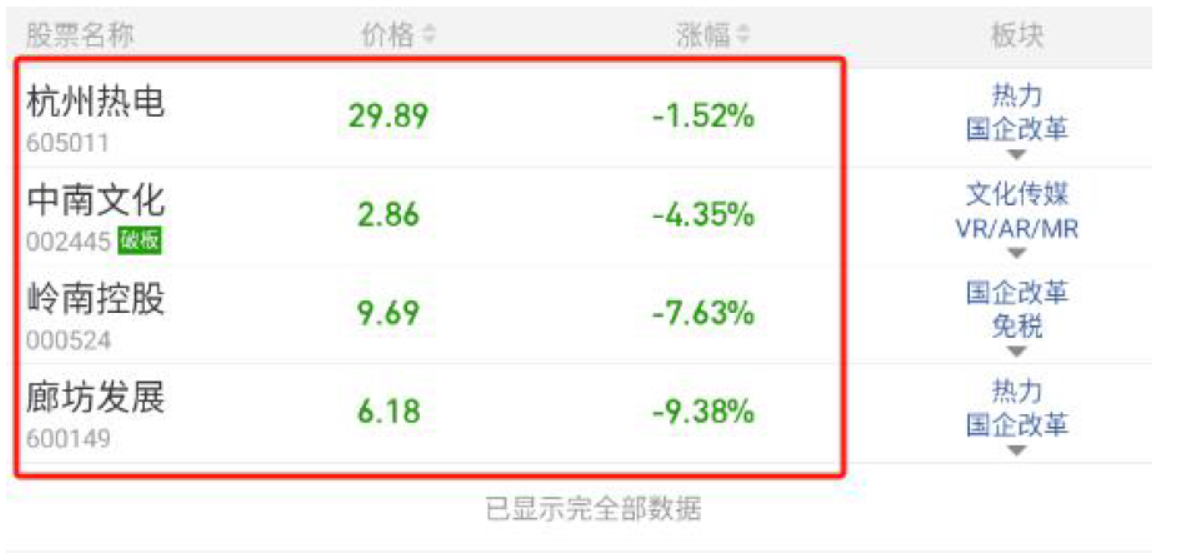 股票名称 价格 涨幅 板块
杭州热电 29.89 -1.52% 热力
605011 国企改革
中南文化 2.86 -4.35% 文化传媒
002445 破板 VR/AR/MR
岭南控股 9.69 -7.63% 国企改革
000524 免税
廊坊发展 6.18 -9.38% 热力
600149 国企改革
已显示完全部数据